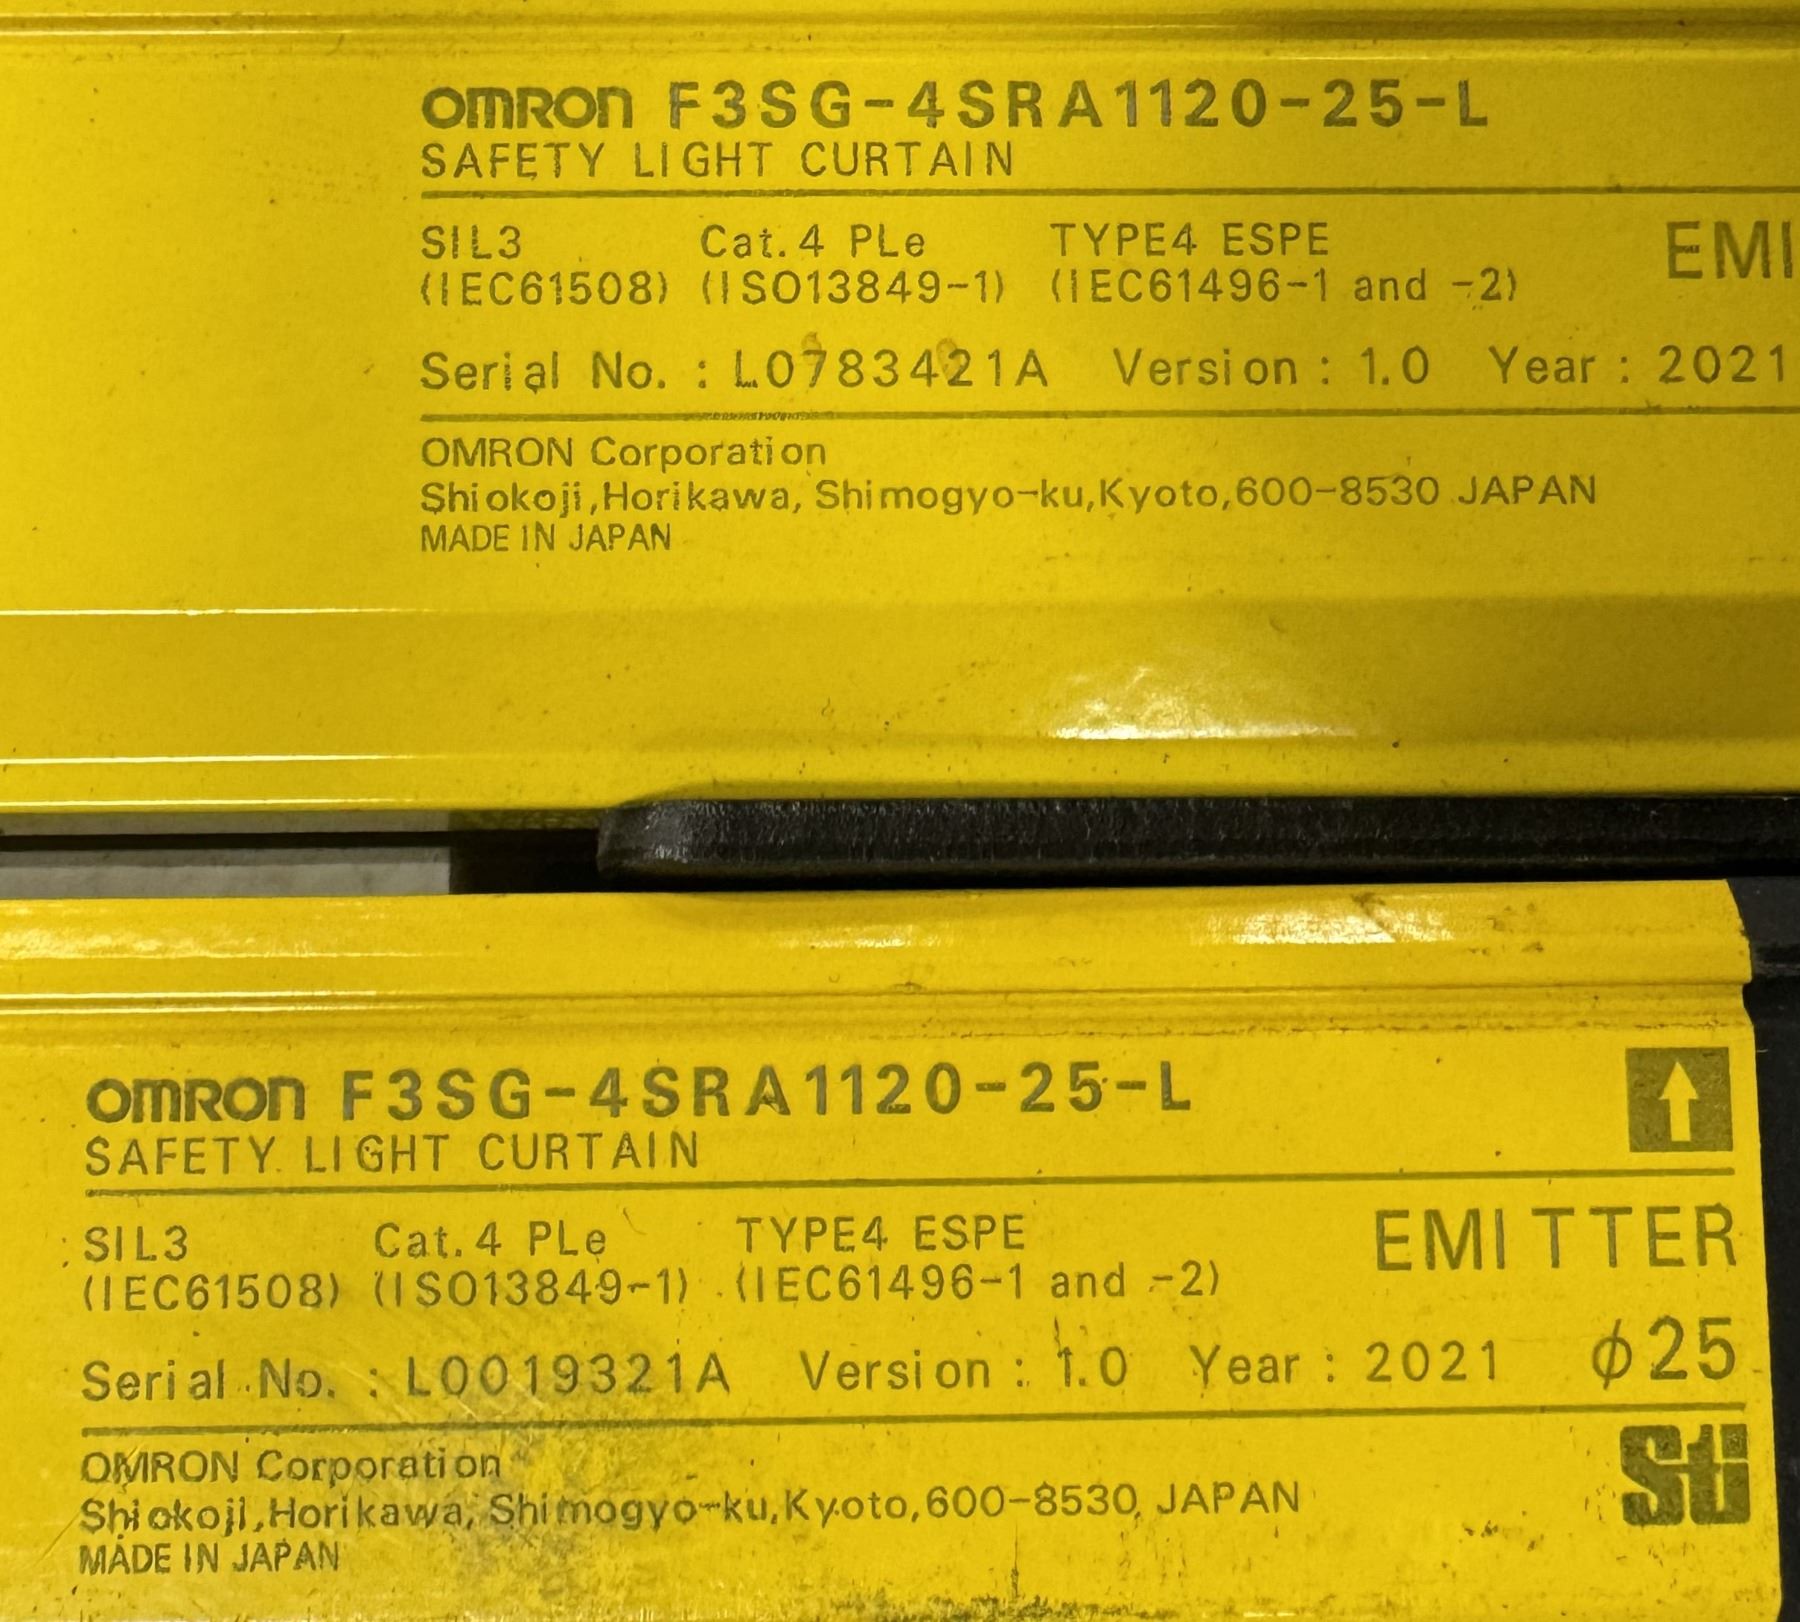 OMRON F3SG-4SRA1120-25-L
SAFETY LIGHT CURTAIN
SIL3 Cat.4 PLe TYPE4 ESPE EMI
(IEC61508) (ISO13849-1) (IEC61496-1 and -2)
Serial No. : L0783421A Version : 1.0 Year : 2021
OMRON Corporation
Shiokoji,Horikawa, Shimogyo-ku,Kyoto,600-8530 JAPAN
MADE IN JAPAN
OMRON F3SG-4SRA1120-25-L
SAFETY LIGHT CURTAIN
SIL3 Cat.4 PLe TYPE4 ESPE EMITTER
(IEC61508) (ISO13849-1) (IEC61496-1 and -2)
Serial No. : L0019321A Version : 1.0 Year : 2021 ϕ25
OMRON Corporation
Shiokoji,Horikawa, Shimogyo-ku,Kyoto,600-8530 JAPAN
MADE IN JAPAN
Sti